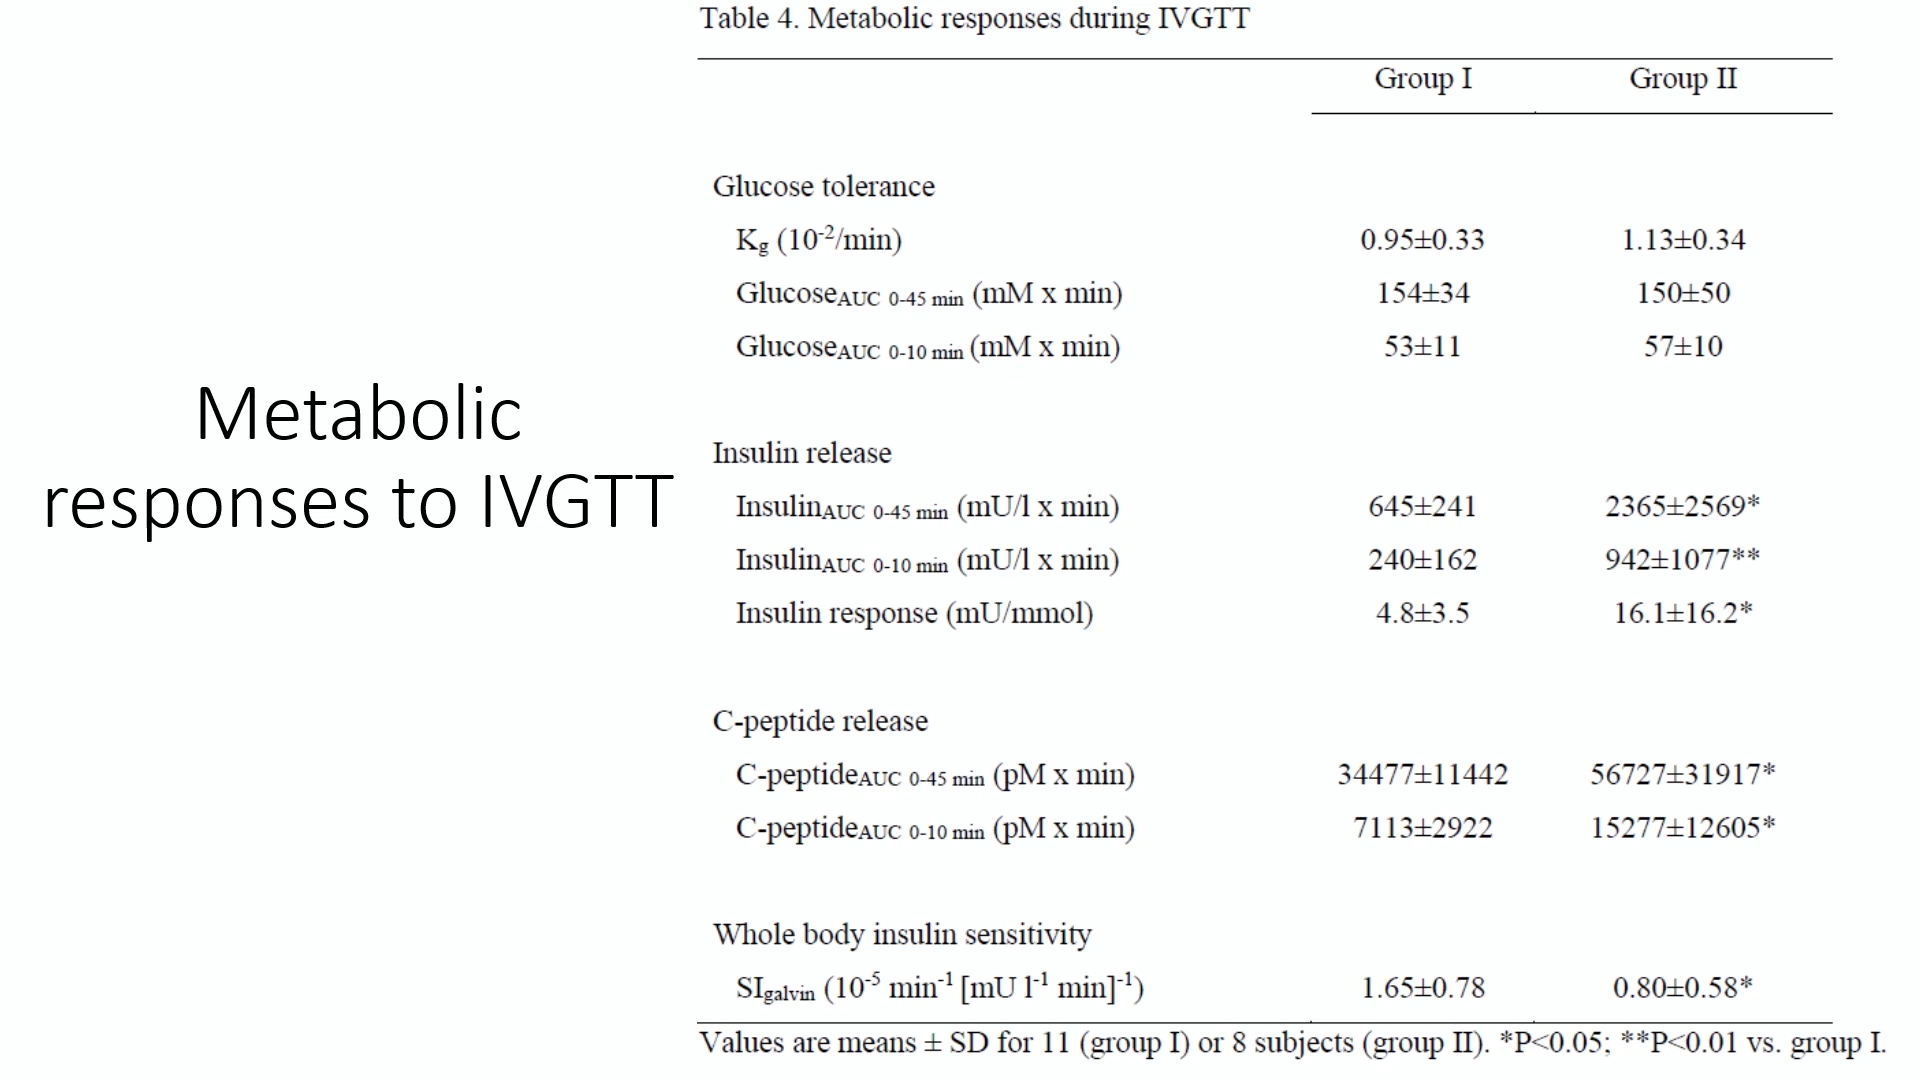 Metabolic
responses to IVGTT
Table 4. Metabolic responses during IVGTT
Group I Group II
Glucose tolerance
Kg (10-2/min) 0.95±0.33 1.13±0.34
GlucoseAUC 0-45 min (mM x min) 154±34 150±50
GlucoseAUC 0-10 min (mM x min) 53±11 57±10
Insulin release
InsulinAUC 0-45 min (mU/l x min) 645±241 2365±2569*
InsulinAUC 0-10 min (mU/l x min) 240±162 942±1077**
Insulin response (mU/mmol) 4.8±3.5 16.1±16.2*
C-peptide release
C-peptideAUC 0-45 min (pM x min) 34477±11442 56727±31917*
C-peptideAUC 0-10 min (pM x min) 7113±2922 15277±12605*
Whole body insulin sensitivity
SIgalvin (10-5 min-1 [mU l-1 min]-1) 1.65±0.78 0.80±0.58*
Values are means ± SD for 11 (group I) or 8 subjects (group II). *P<0.05; **P<0.01 vs. group I.